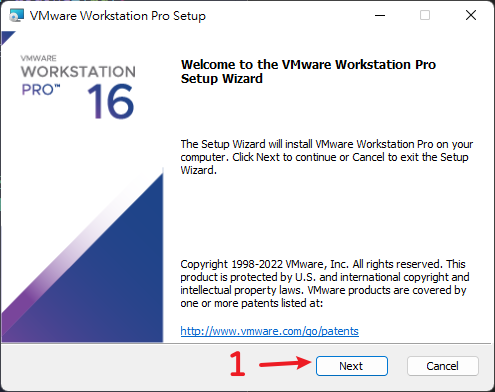 VMware Workstation Pro Setup
VMWARE
WORKSTATION
PRO™ 16
Welcome to the VMware Workstation Pro
Setup Wizard
The Setup Wizard will install VMware Workstation Pro on your
computer. Click Next to continue or Cancel to exit the Setup
Wizard.
Copyright 1998-2022 VMware, Inc. All rights reserved. This
product is protected by U.S. and international copyright and
intellectual property laws. VMware products are covered by
one or more patents listed at:
http://www.vmware.com/go/patents
1 Next Cancel